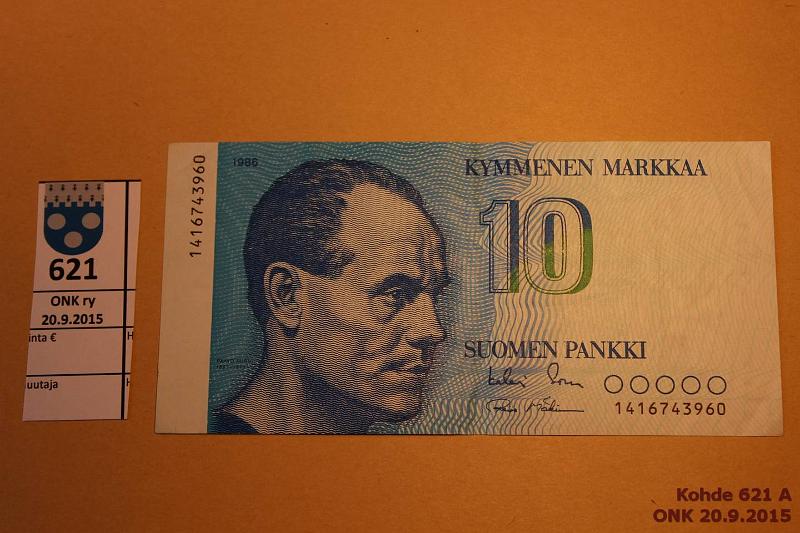 621
ONK ry
20.9.2015
inta €
H
uutaja
H
1416743960
1986
KYMMENEN MARKKAA
10
SUOMEN PANKKI
1416743960
Kohde 621 A
ONK 20.9.2015